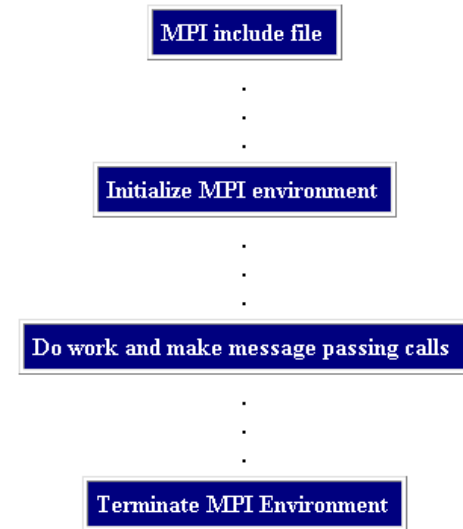 MPI include file
.
.
.
Initialize MPI environment
.
.
.
Do work and make message passing calls
.
.
.
Terminate MPI Environment